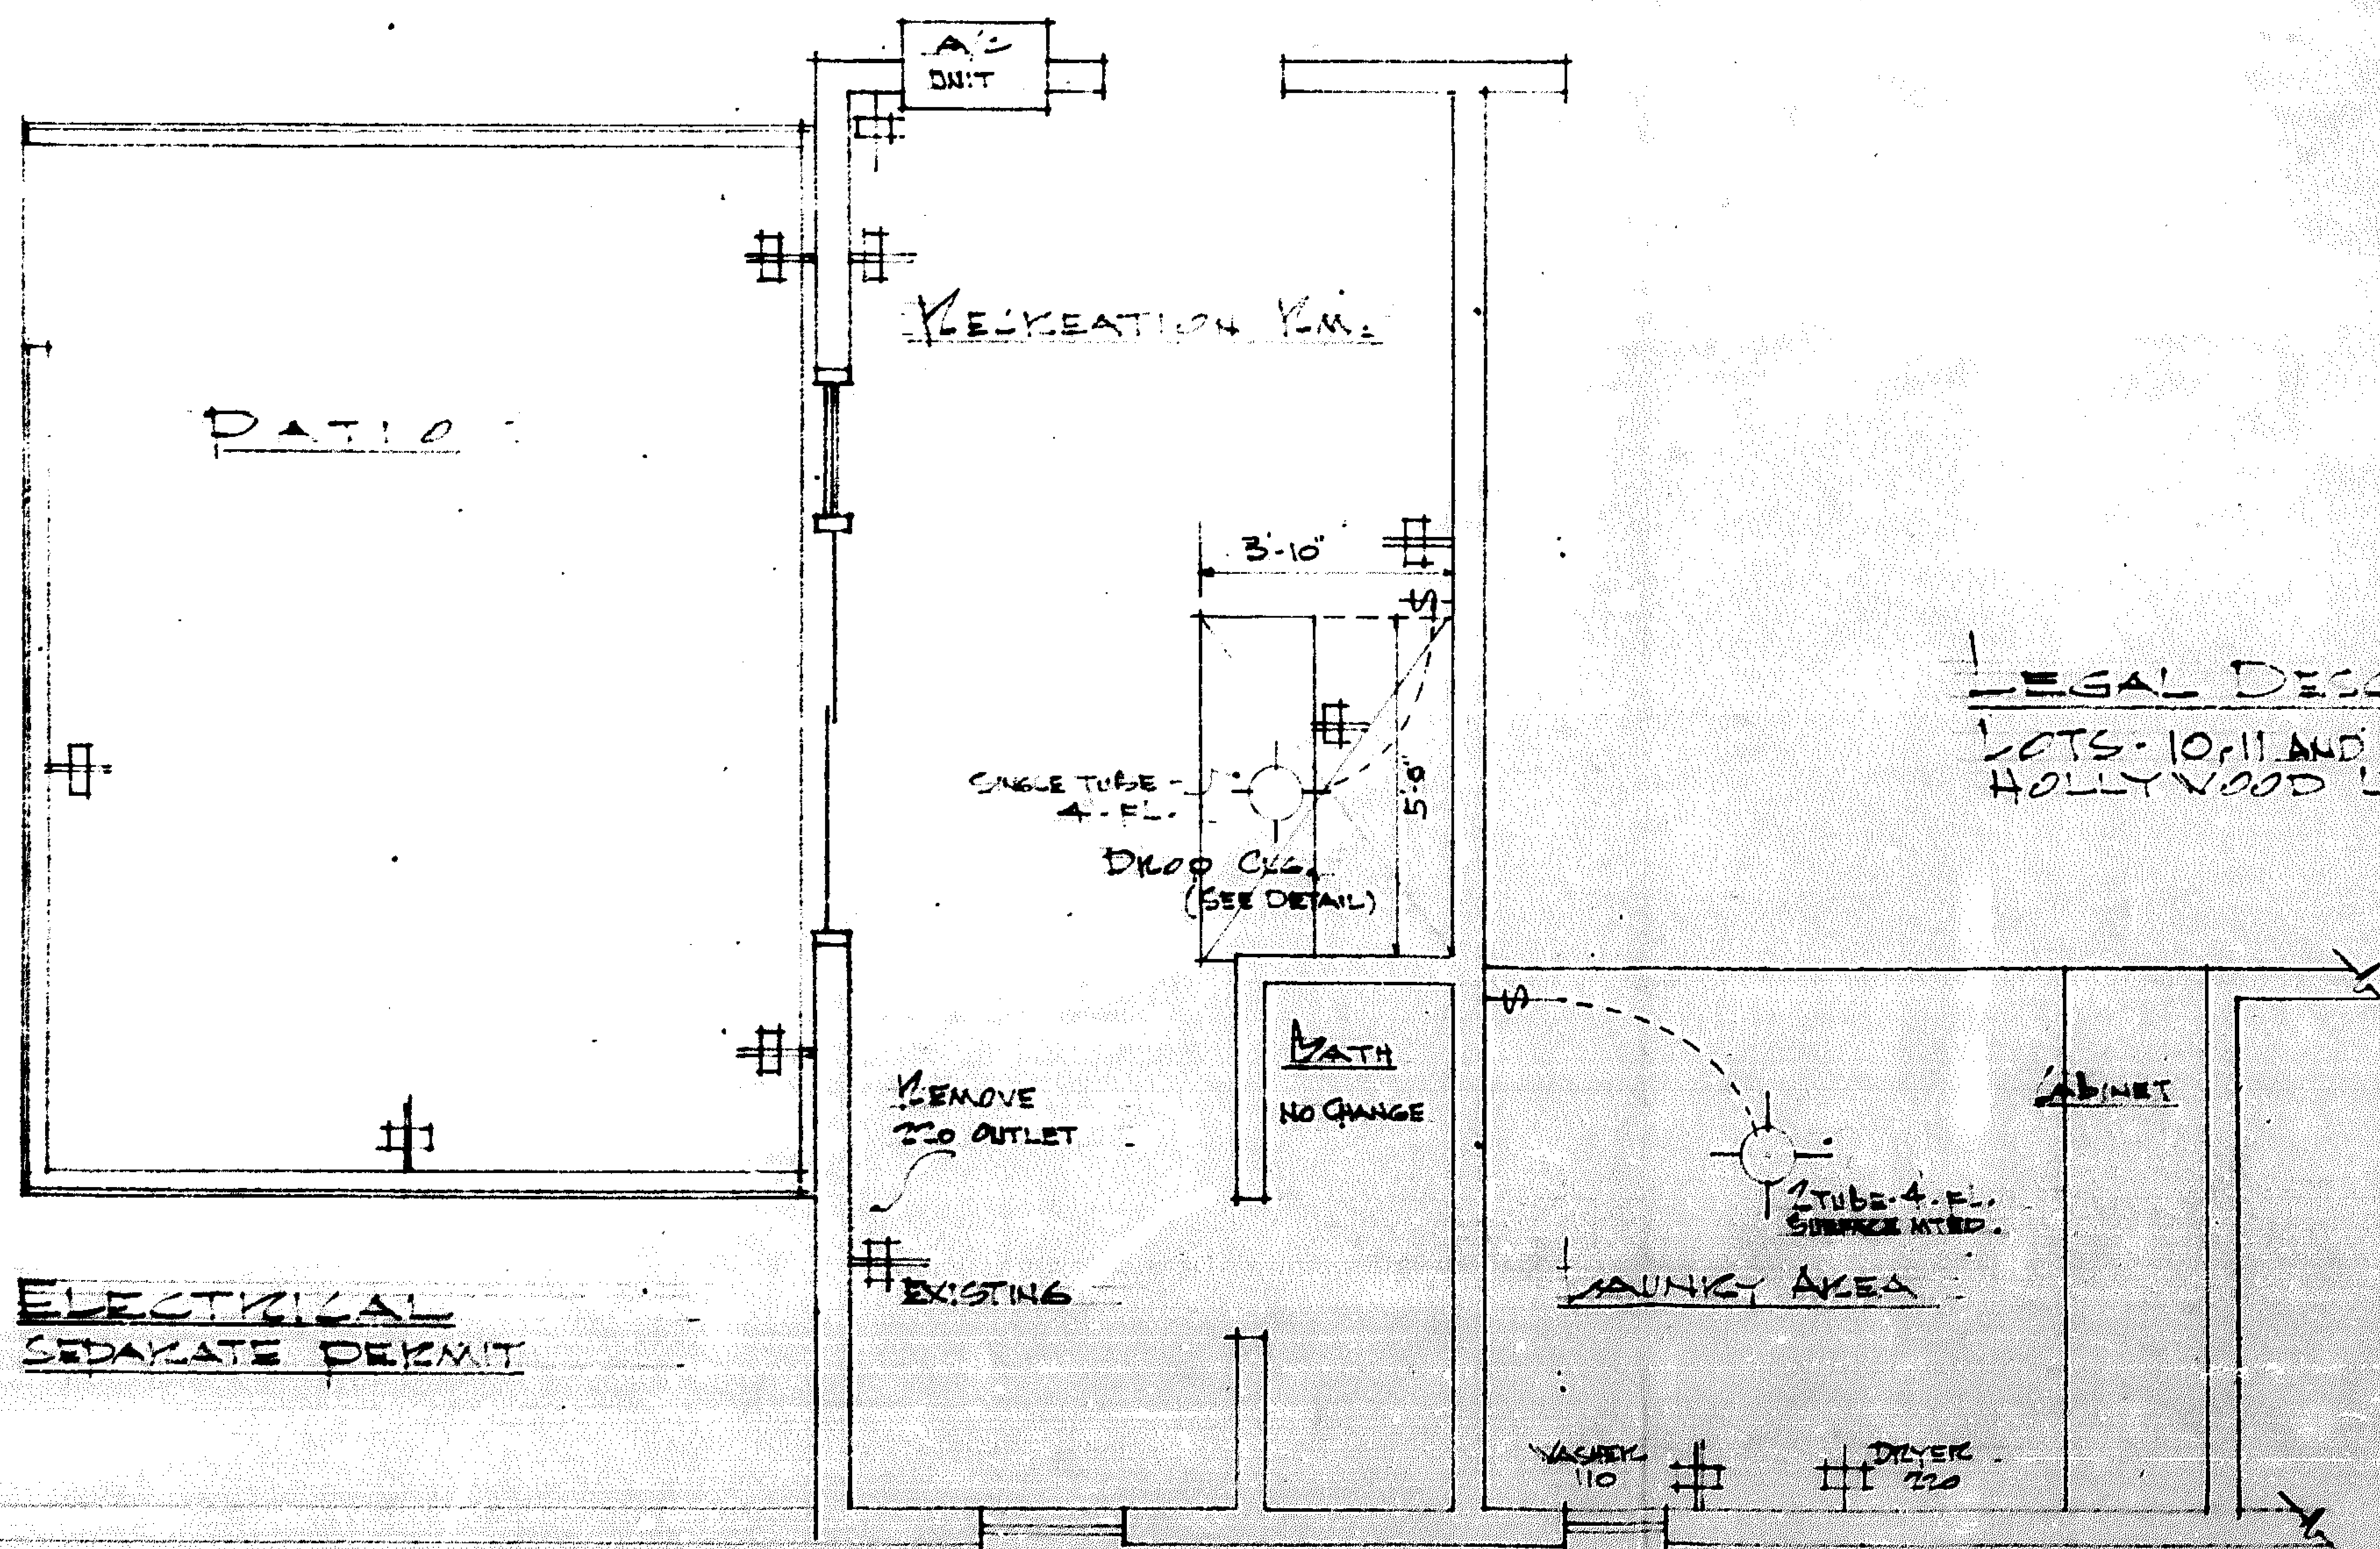 A/C
UNIT
RECREATION RM.
PATIO
3'-10"
5'-0"
SINGLE TUBE -
4 - FL.
DROP CLG.
(SEE DETAIL)
LEGAL DESC
LOTS - 10, 11 AND
HOLLYWOOD L
BATH
NO CHANGE
REMOVE
220 OUTLET
EXISTING
CABINET
2 TUBE - 4 - FL.
SURFACE MTED.
LAUNDRY AREA
ELECTRICAL
SEPARATE PERMIT
WASHER
110
DRYER
220